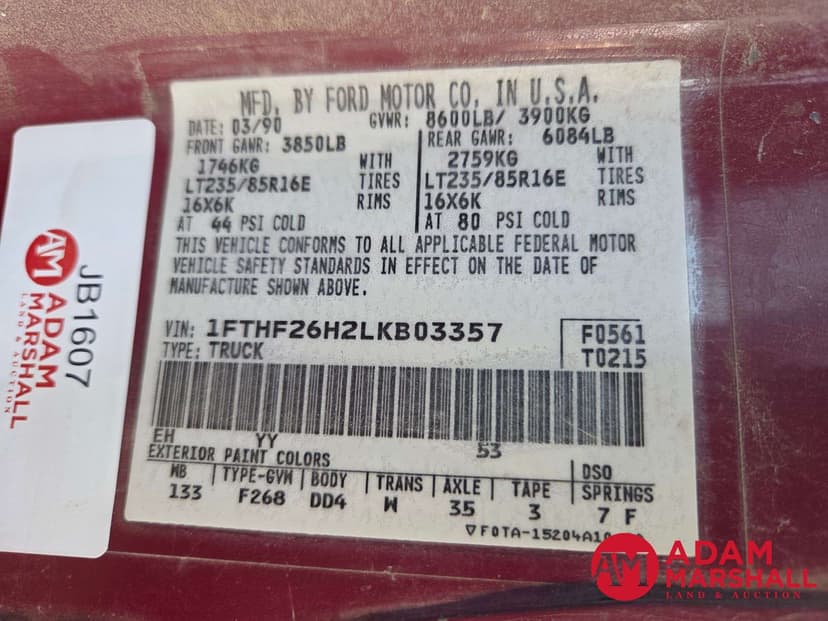 MFD. BY FORD MOTOR CO. IN U.S.A.
DATE: 03/90 GVWR: 8600LB/ 3900KG
FRONT GAWR: 3850LB REAR GAWR: 6084LB
1746KG WITH 2759KG WITH
LT235/85R16E TIRES LT235/85R16E TIRES
16X6K RIMS 16X6K RIMS
AT 44 PSI COLD AT 80 PSI COLD
THIS VEHICLE CONFORMS TO ALL APPLICABLE FEDERAL MOTOR
VEHICLE SAFETY STANDARDS IN EFFECT ON THE DATE OF
MANUFACTURE SHOWN ABOVE.
VIN: 1FTHF26H2LKB03357 F0561
TYPE: TRUCK T0215
EH YY 53
EXTERIOR PAINT COLORS DSO
WB TYPE-GVW BODY TRANS AXLE TAPE SPRINGS
133 F268 DD4 W 35 3 7 F
▽F0TA-15204A10
JB1607
AM ADAM
MARSHALL
LAND & AUCTION
AM ADAM
MARSHALL
LAND & AUCTION